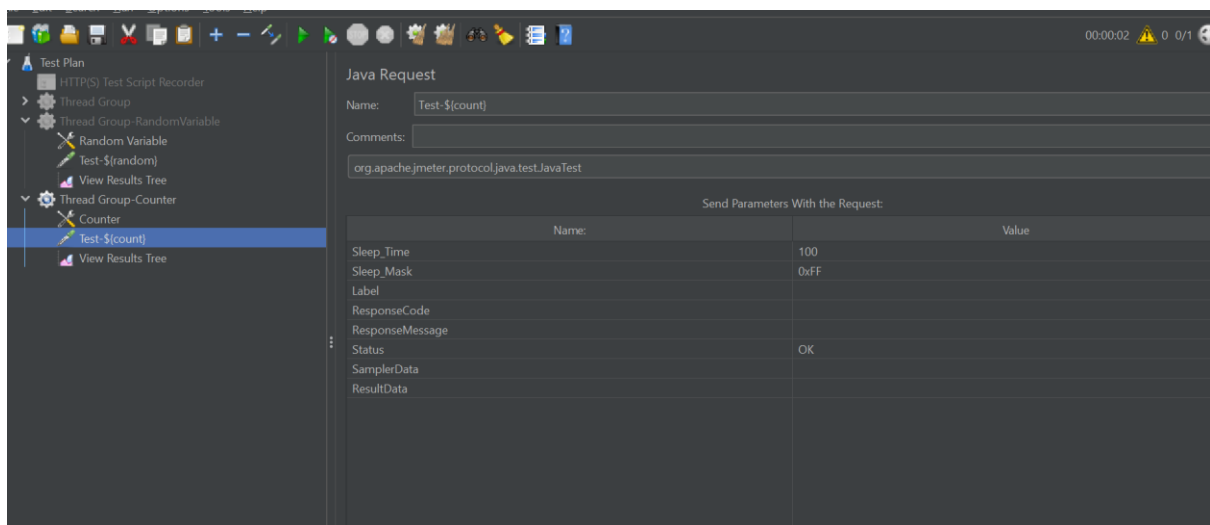 00:00:02 0 0/1
Test Plan
HTTP(S) Test Script Recorder
Thread Group
Thread Group-RandomVariable
Random Variable
Test-${random}
View Results Tree
Thread Group-Counter
Counter
Test-${count}
View Results Tree
Java Request
Name: Test-${count}
Comments:
org.apache.jmeter.protocol.java.test.JavaTest
Send Parameters With the Request:
Name: Value
Sleep_Time 100
Sleep_Mask 0xFF
Label
ResponseCode
ResponseMessage
Status OK
SamplerData
ResultData